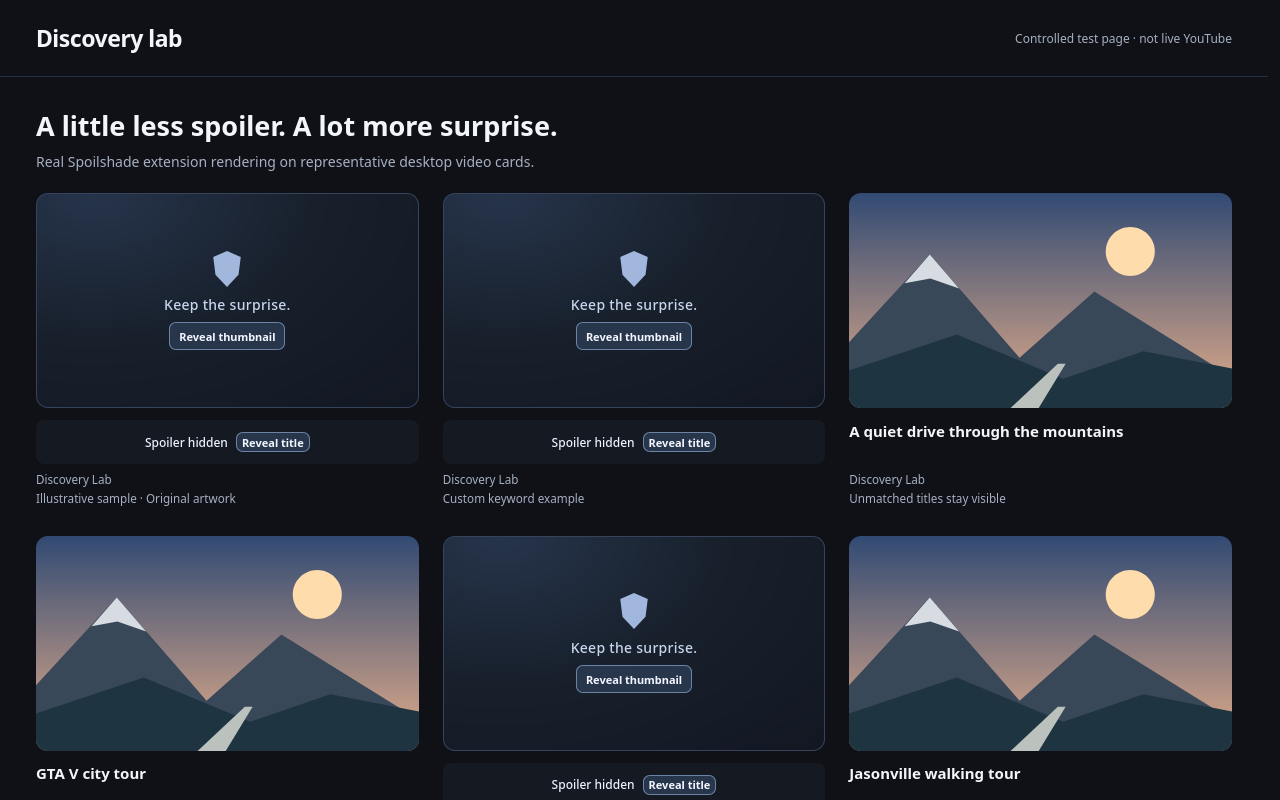 Discovery lab
Controlled test page · not live YouTube
A little less spoiler. A lot more surprise.
Real Spoilshade extension rendering on representative desktop video cards.
Keep the surprise.
Reveal thumbnail
Spoiler hidden Reveal title
Discovery Lab
Illustrative sample · Original artwork
Keep the surprise.
Reveal thumbnail
Spoiler hidden Reveal title
Discovery Lab
Custom keyword example
A quiet drive through the mountains
Discovery Lab
Unmatched titles stay visible
GTA V city tour
Keep the surprise.
Reveal thumbnail
Spoiler hidden Reveal title
Jasonville walking tour